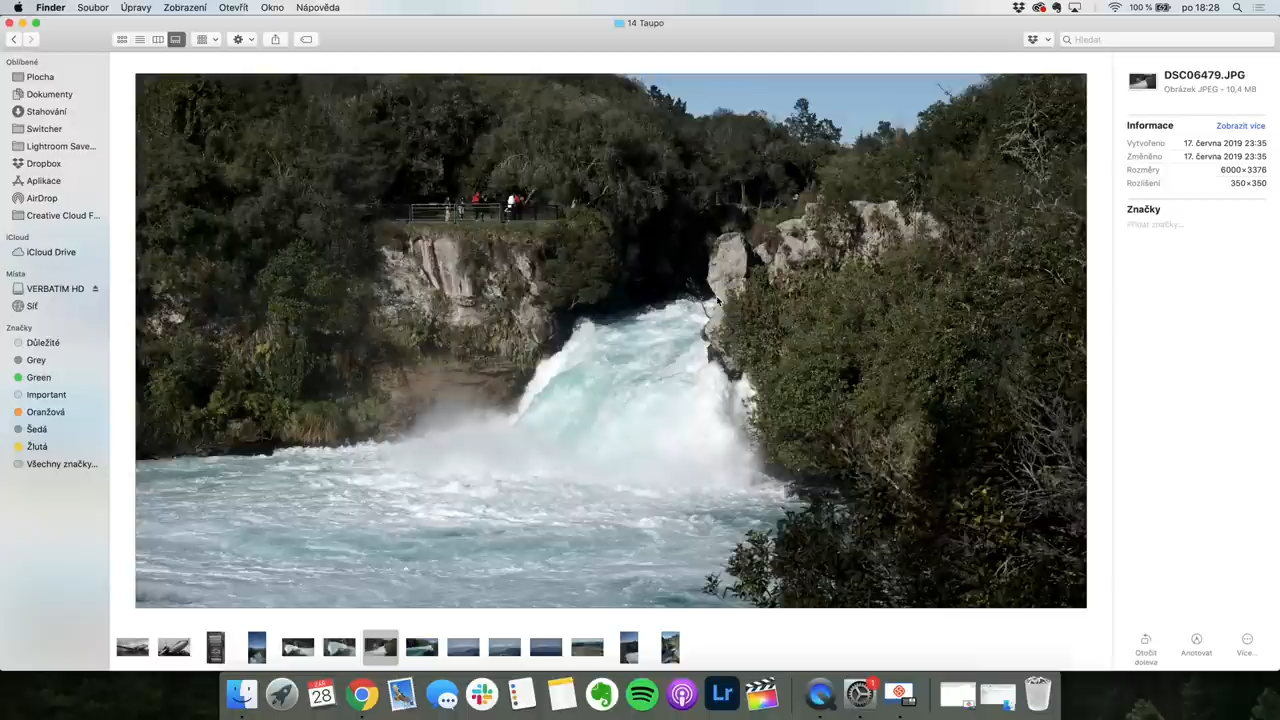 Finder Soubor Úpravy Zobrazení Otevřít Okno Nápověda 100 % po 18:28
14 Taupo
Hledat
Oblíbené
Plocha
Dokumenty
Stahování
Switcher
Lightroom Save...
Dropbox
Aplikace
AirDrop
Creative Cloud F...
iCloud
iCloud Drive
Místa
VERBATIM HD
Síť
Značky
Důležité
Grey
Green
Important
Oranžová
Šedá
Žlutá
Všechny značky...
DSC06479.JPG
Obrázek JPEG - 10,4 MB
Informace Zobrazit více
Vytvořeno 17. června 2019 23:35
Změněno 17. června 2019 23:35
Rozměry 6000×3376
Rozlišení 350×350
Značky
Přidat značky...
Otočit doleva
Anotovat
Více...
ZÁŘ
28
Lr
1